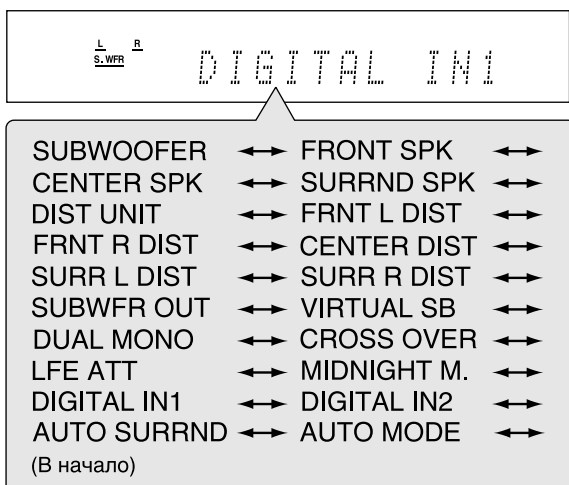 L R
S. WFR
DIGITAL IN1
SUBWOOFER ↔ FRONT SPK ↔
CENTER SPK ↔ SURRND SPK ↔
DIST UNIT ↔ FRNT L DIST ↔
FRNT R DIST ↔ CENTER DIST ↔
SURR L DIST ↔ SURR R DIST ↔
SUBWFR OUT ↔ VIRTUAL SB ↔
DUAL MONO ↔ CROSS OVER ↔
LFE ATT ↔ MIDNIGHT M. ↔
DIGITAL IN1 ↔ DIGITAL IN2 ↔
AUTO SURRND ↔ AUTO MODE ↔
(В начало)